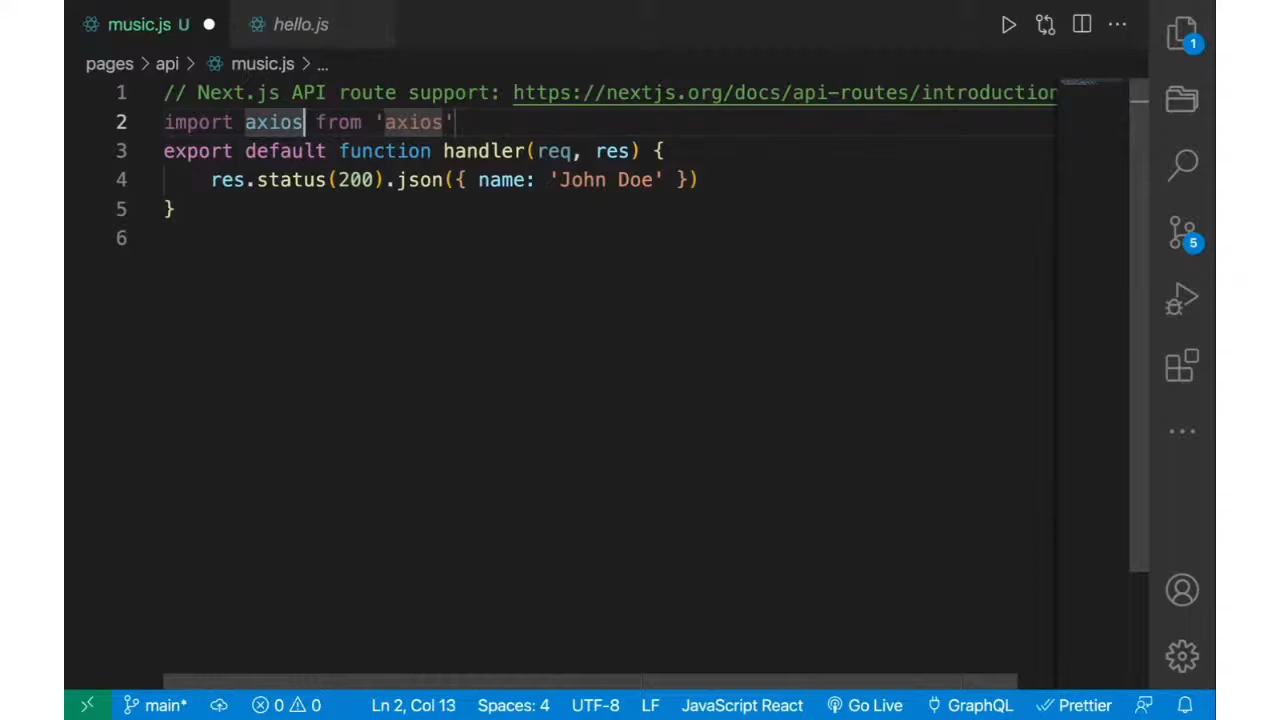 music.js U hello.js
pages api music.js ...
1 // Next.js API route support: https://nextjs.org/docs/api-routes/introduction
2 import axios from 'axios'
3 export default function handler(req, res) {
4 res.status(200).json({ name: 'John Doe' })
5 }
6
1
5
main* 0 0 Ln 2, Col 13 Spaces: 4 UTF-8 LF JavaScript React Go Live GraphQL Prettier